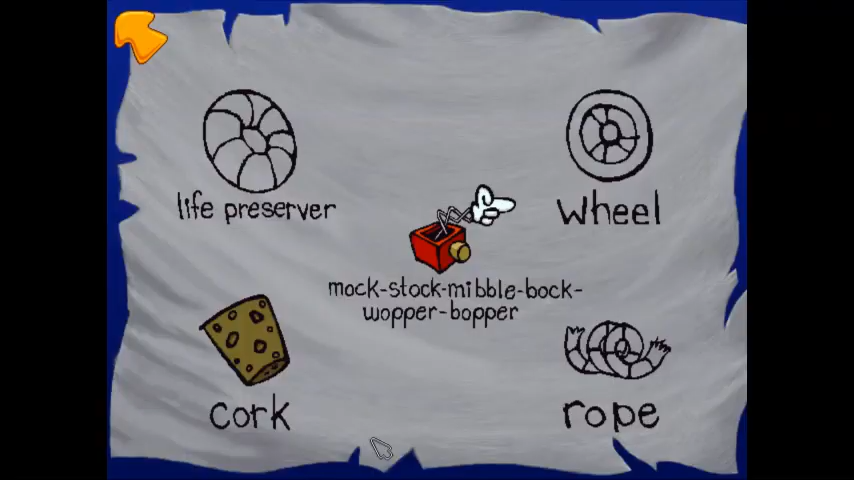 life preserver
wheel
mock-stock-mibble-bock-
wopper-bopper
cork
rope